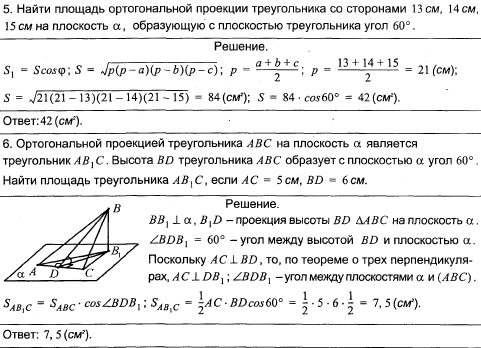 5. Найти площадь ортогональной проекции треугольника со сторонами 13 см, 14 см,
15 см на плоскость α, образующую с плоскостью треугольника угол 60°.
Решение.
S₁ = Scosφ; S = √(p(p − a)(p − b)(p − c)); p = (a + b + c)/2; p = (13 + 14 + 15)/2 = 21 (см);
S = √(21(21 − 13)(21 − 14)(21 − 15)) = 84 (см²); S = 84 · cos60° = 42 (см²).
Ответ: 42 (см²).
6. Ортогональной проекцией треугольника ABC на плоскость α является
треугольник AB₁C. Высота BD треугольника ABC образует с плоскостью α угол 60°.
Найти площадь треугольника AB₁C, если AC = 5 см, BD = 6 см.
Решение.
BB₁ ⊥ α, B₁D – проекция высоты BD ΔABC на плоскость α.
∠BDB₁ = 60° – угол между высотой BD и плоскостью α.
Поскольку AC ⊥ BD, то, по теореме о трех перпендикуля-
рах, AC ⊥ DB₁; ∠BDB₁ – угол между плоскостями α и (ABC).
B
B₁
α
A
D
C
S_AB₁C = S_ABC · cos∠BDB₁; S_AB₁C = 1/2 AC · BD cos60° = 1/2 · 5 · 6 · 1/2 = 7, 5 (см²).
Ответ: 7, 5 (см²).